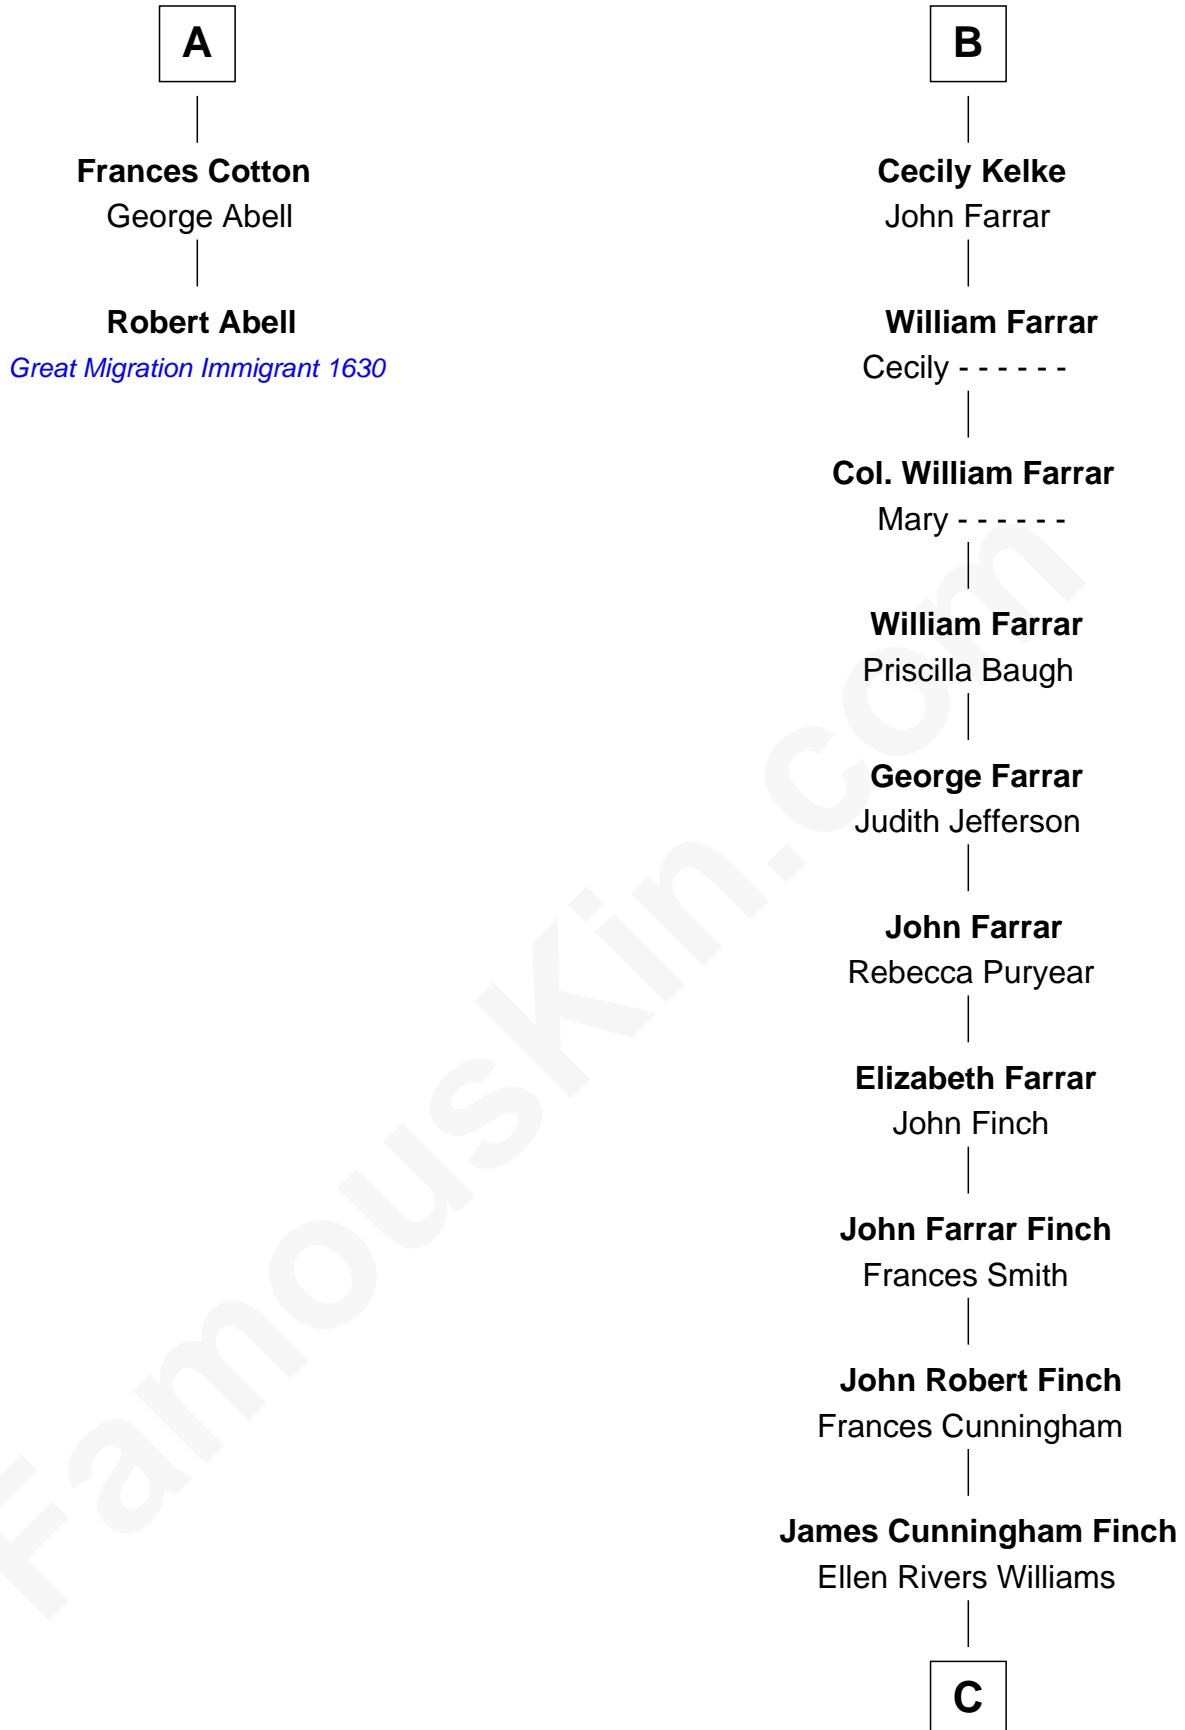 A
Frances Cotton
George Abell
Robert Abell
Great Migration Immigrant 1630
B
Cecily Kelke
John Farrar
William Farrar
Cecily - - - - - -
Col. William Farrar
Mary - - - - - -
William Farrar
Priscilla Baugh
George Farrar
Judith Jefferson
John Farrar
Rebecca Puryear
Elizabeth Farrar
John Finch
John Farrar Finch
Frances Smith
John Robert Finch
Frances Cunningham
James Cunningham Finch
Ellen Rivers Williams
C
FamousKin.com